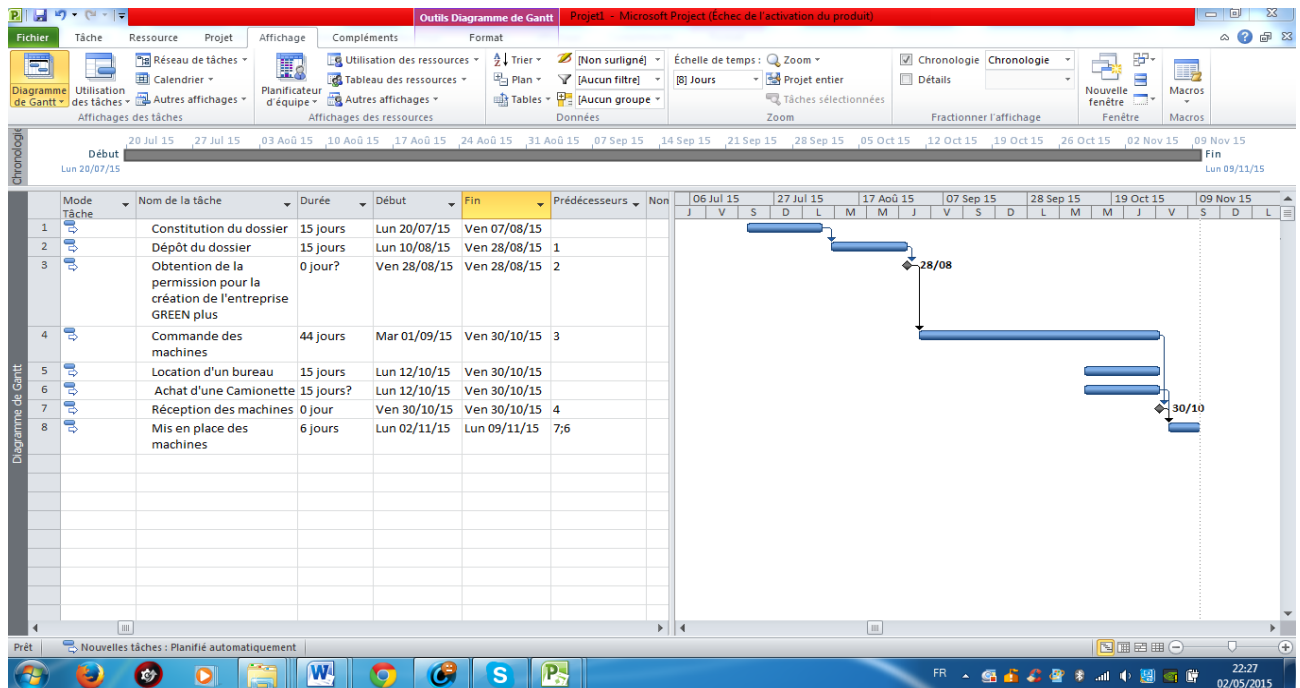 Outils Diagramme de Gantt Projet1 - Microsoft Project (Échec de l'activation du produit)
Fichier Tâche Ressource Projet Affichage Compléments Format
Diagramme de Gantt
Utilisation des tâches
Réseau de tâches
Calendrier
Autres affichages
Affichages des tâches
Planificateur d'équipe
Utilisation des ressources
Tableau des ressources
Autres affichages
Affichages des ressources
Trier
Plan
Tables
[Non surligné]
[Aucun filtre]
[Aucun groupe
Données
Échelle de temps :
[8] Jours
Zoom
Projet entier
Tâches sélectionnées
Zoom
Chronologie Chronologie
Détails
Fractionner l'affichage
Nouvelle fenêtre
Fenêtre
Macros
Macros
Chronologie
20 Jul 15 27 Jul 15 03 Aoû 15 10 Aoû 15 17 Aoû 15 24 Aoû 15 31 Aoû 15 07 Sep 15 14 Sep 15 21 Sep 15 28 Sep 15 05 Oct 15 12 Oct 15 19 Oct 15 26 Oct 15 02 Nov 15 09 Nov 15
Début
Lun 20/07/15
Fin
Lun 09/11/15
Mode Tâche Nom de la tâche Durée Début Fin Prédécesseurs Non
06 Jul 15 27 Jul 15 17 Aoû 15 07 Sep 15 28 Sep 15 19 Oct 15 09 Nov 15
J V S D L M M J V S D L M M J V S D L
1 Constitution du dossier 15 jours Lun 20/07/15 Ven 07/08/15
2 Dépôt du dossier 15 jours Lun 10/08/15 Ven 28/08/15 1
3 Obtention de la 0 jour? Ven 28/08/15 Ven 28/08/15 2
permission pour la
création de l'entreprise
GREEN plus
28/08
4 Commande des 44 jours Mar 01/09/15 Ven 30/10/15 3
machines
5 Location d'un bureau 15 jours Lun 12/10/15 Ven 30/10/15
6 Achat d'une Camionette 15 jours? Lun 12/10/15 Ven 30/10/15
7 Réception des machines 0 jour Ven 30/10/15 Ven 30/10/15 4
30/10
8 Mis en place des 6 jours Lun 02/11/15 Lun 09/11/15 7;6
machines
Diagramme de Gantt
Prêt Nouvelles tâches : Planifié automatiquement
FR
22:27
02/05/2015